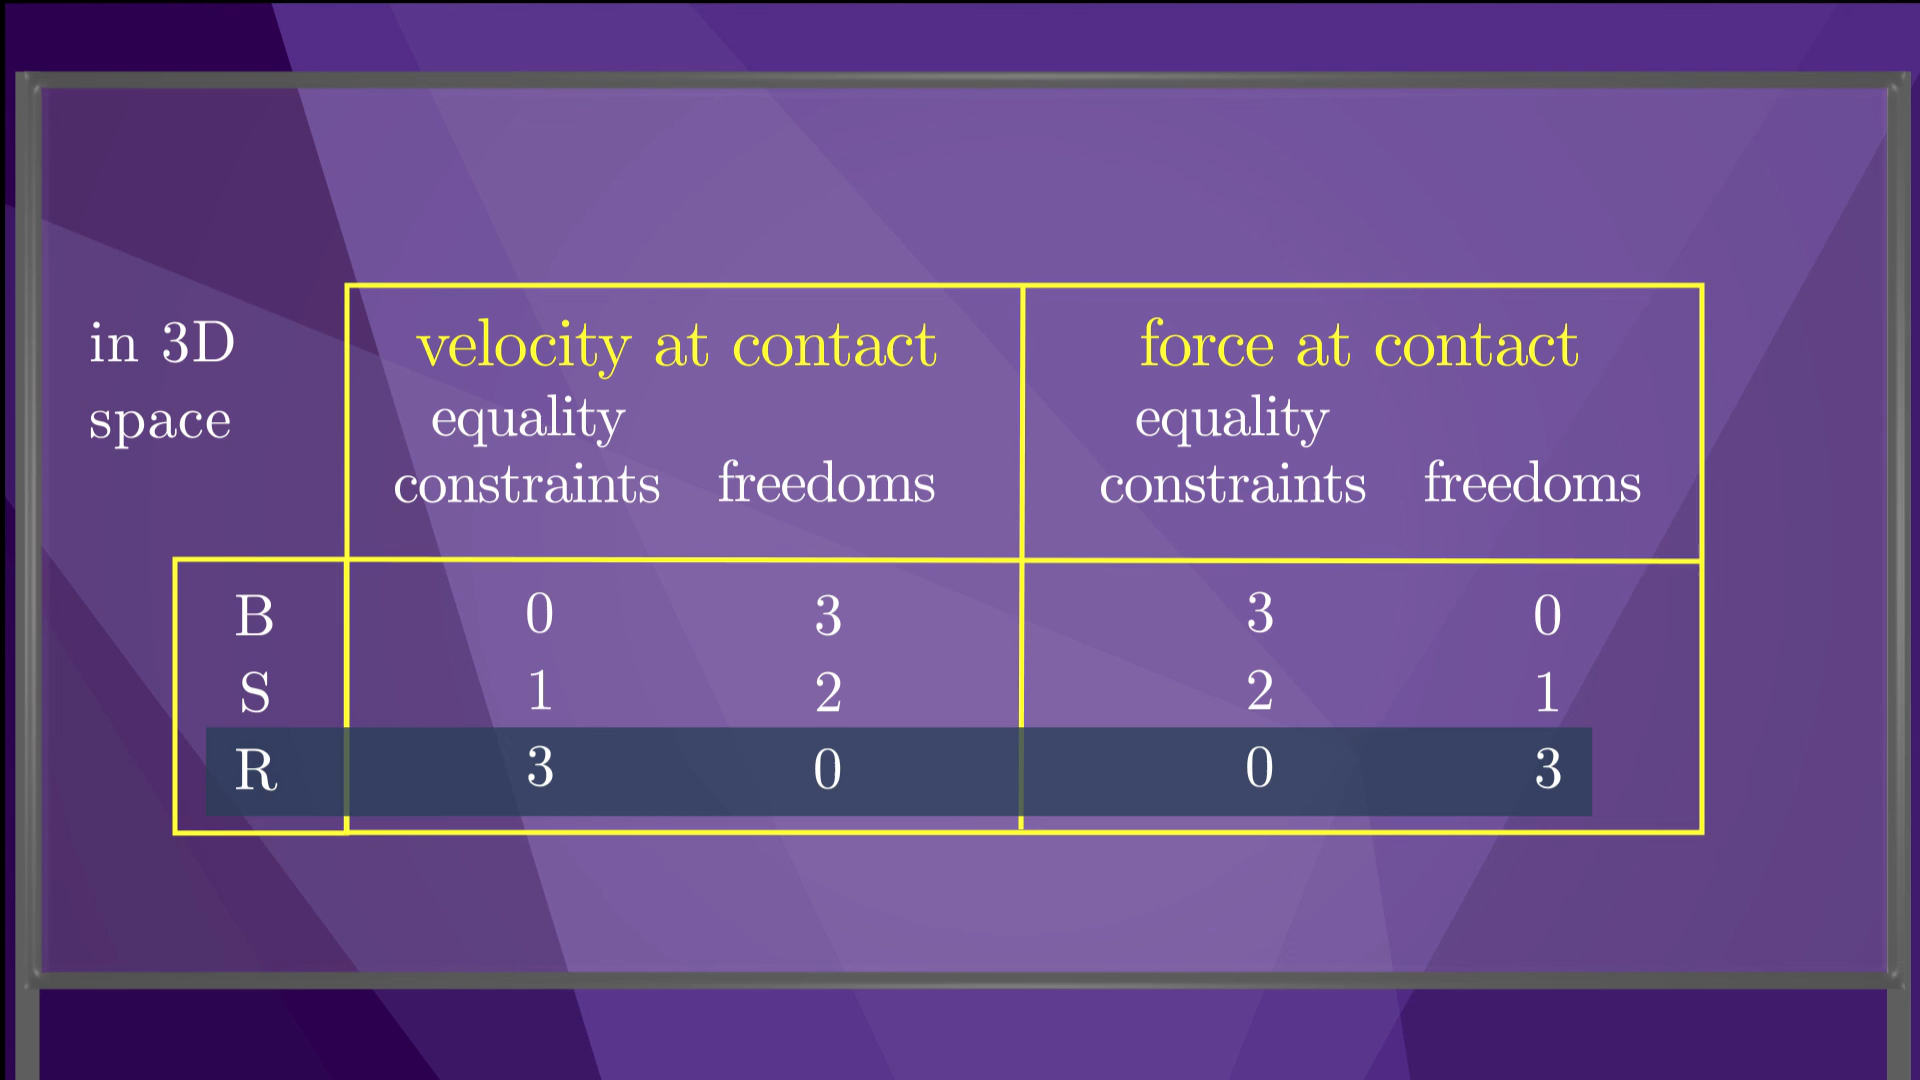 in 3D
space
velocity at contact
equality
constraints freedoms
force at contact
equality
constraints freedoms
B 0 3 3 0
S 1 2 2 1
R 3 0 0 3